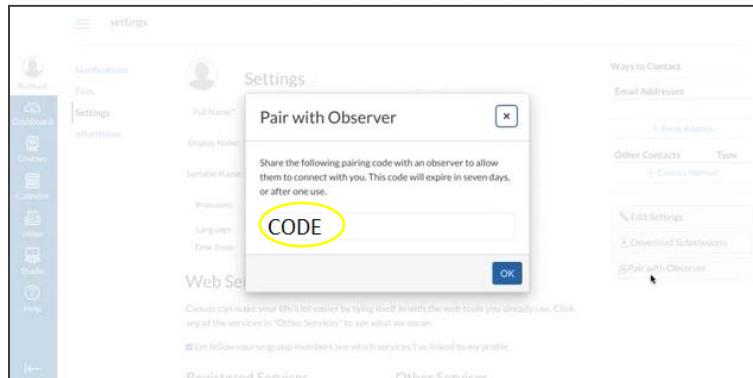 settings
Account
Dashboard
Courses
Calendar
Inbox
Studio
Help
Notifications
Files
Settings
ePortfolios
Settings
Full Name:*
Display Name:
Sortable Name:
Pronouns:
Language:
Time Zone:
Pair with Observer
×
Share the following pairing code with an observer to allow
them to connect with you. This code will expire in seven days,
or after one use.
CODE
OK
Ways to Contact
Email Addresses
+ Email Address
Other Contacts Type
+ Contact Method
Edit Settings
Download Submissions
Pair with Observer
Web Se
Canvas can make your life a lot easier by tying itself in with the web tools you already use. Click
any of the services in "Other Services" to see what we mean.
Let fellow course/group members see which services I've linked to my profile
Registered Services Other Services